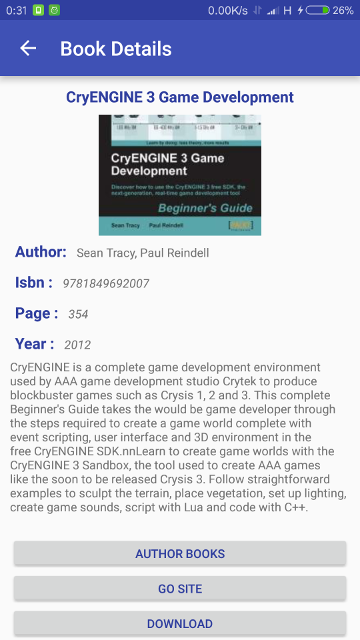 0:31 0.00K/s H 26%
Book Details
CryENGINE 3 Game Development
Learn by doing: less theory, more results
CryENGINE 3 Game
Development
Discover how to use the CryENGINE 3 free SDK, the
next-generation, real-time game development tool
Beginner's Guide
Sean Tracy Paul Reindell
Author: Sean Tracy, Paul Reindell
Isbn : 9781849692007
Page : 354
Year : 2012
CryENGINE is a complete game development environment
used by AAA game development studio Crytek to produce
blockbuster games such as Crysis 1, 2 and 3. This complete
Beginner's Guide takes the would be game developer through
the steps required to create a game world complete with
event scripting, user interface and 3D environment in the
free CryENGINE SDK.nnLearn to create game worlds with the
CryENGINE 3 Sandbox, the tool used to create AAA games
like the soon to be released Crysis 3. Follow straightforward
examples to sculpt the terrain, place vegetation, set up lighting,
create game sounds, script with Lua and code with C++.
AUTHOR BOOKS
GO SITE
DOWNLOAD